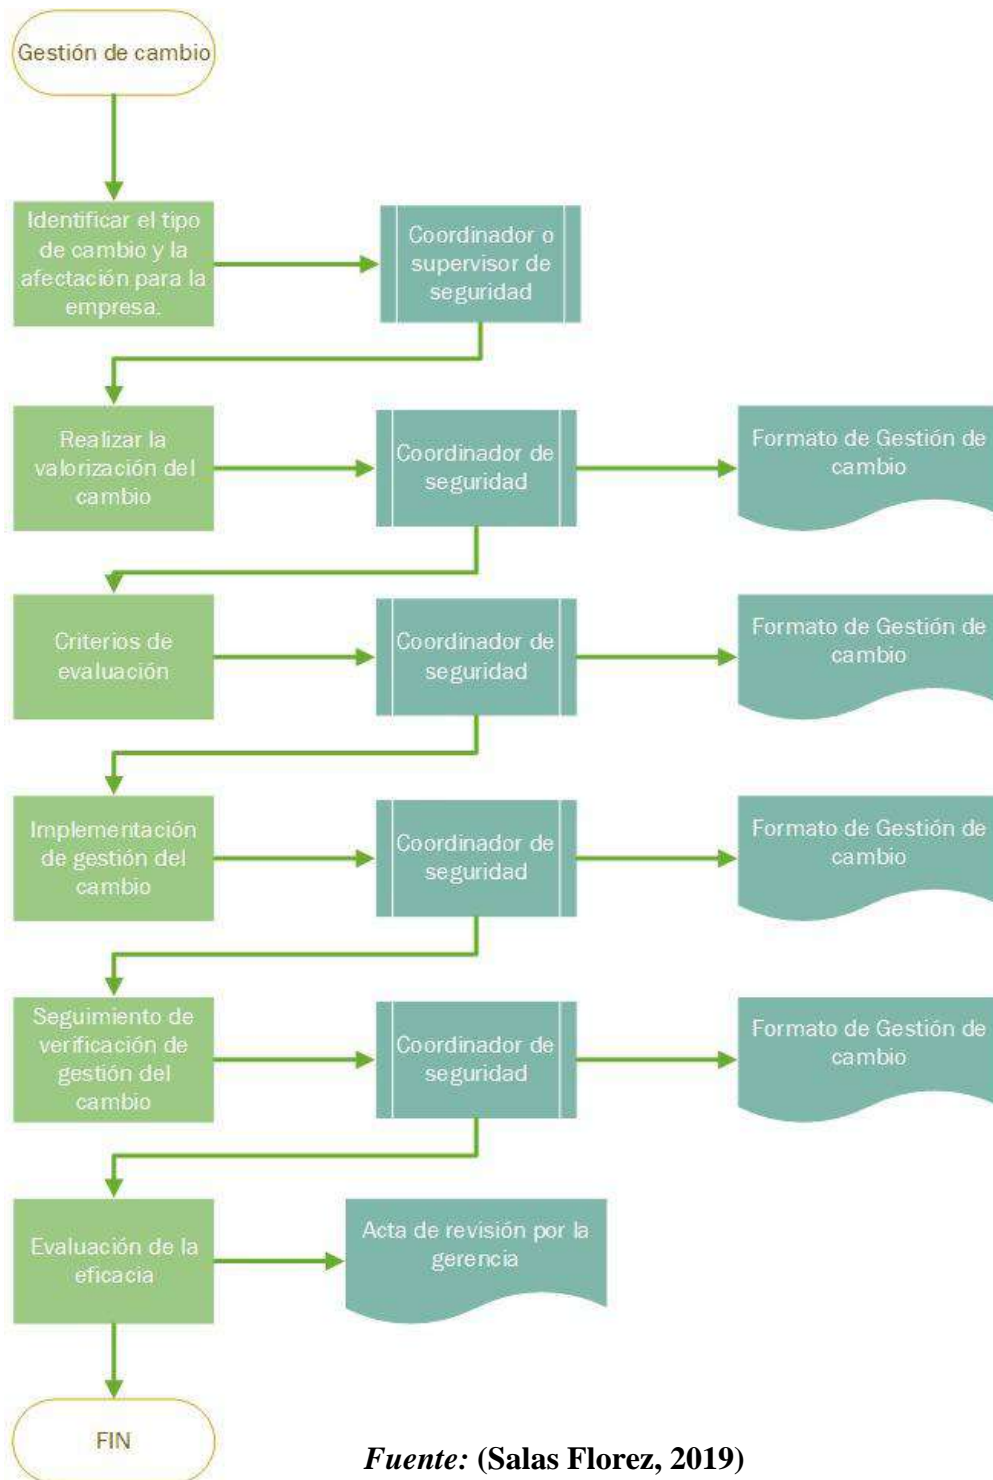 Gestión de cambio
Identificar el tipo
de cambio y la
afectación para la
empresa.
Coordinador o
supervisor de
seguridad
Realizar la
valorización del
cambio
Coordinador de
seguridad
Formato de Gestión de
cambio
Criterios de
evaluación
Coordinador de
seguridad
Formato de Gestión de
cambio
Implementación
de gestión del
cambio
Coordinador de
seguridad
Formato de Gestión de
cambio
Seguimiento de
verificación de
gestión del
cambio
Coordinador de
seguridad
Formato de Gestión de
cambio
Evaluación de la
eficacia
Acta de revisión por la
gerencia
FIN
Fuente: (Salas Florez, 2019)